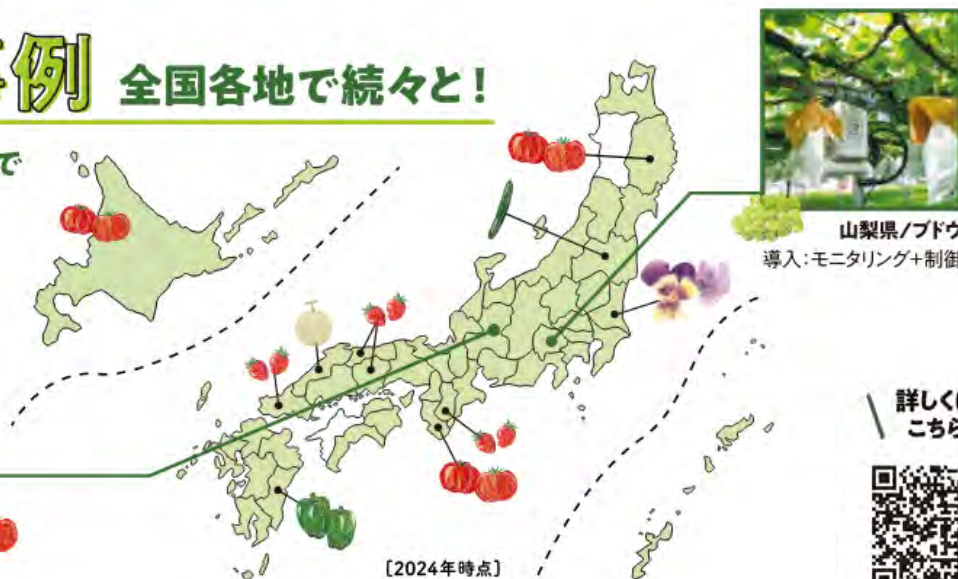 例 全国各地で続々と!
で
山梨県/ブドウ
導入:モニタリング+制御
詳しく
こちら
[2024年時点]